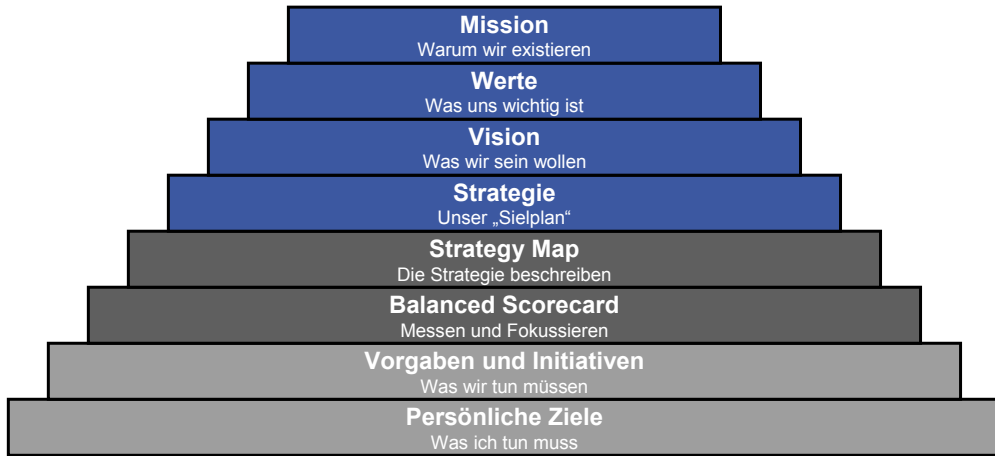 Mission
Warum wir existieren
Werte
Was uns wichtig ist
Vision
Was wir sein wollen
Strategie
Unser „Sielplan“
Strategy Map
Die Strategie beschreiben
Balanced Scorecard
Messen und Fokussieren
Vorgaben und Initiativen
Was wir tun müssen
Persönliche Ziele
Was ich tun muss